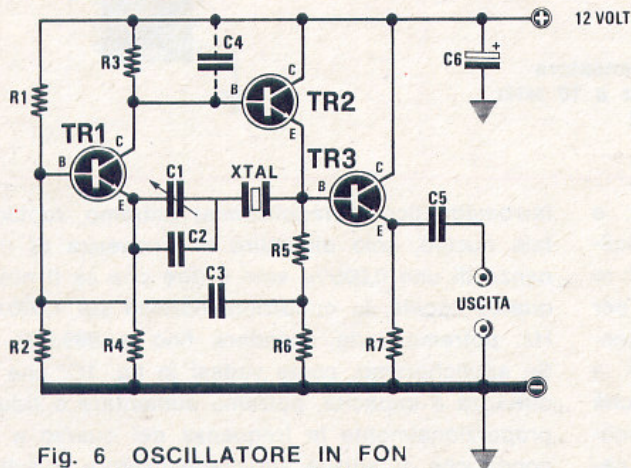 12 VOLT
C4
R3
C6
+
R1
C
B
TR2
TR1
E
C
TR3
B
C1
XTAL
C
B
E
C2
R5
C5
E
C3
USCITA
R2
R4
R6
R7
Fig. 6 OSCILLATORE IN FON